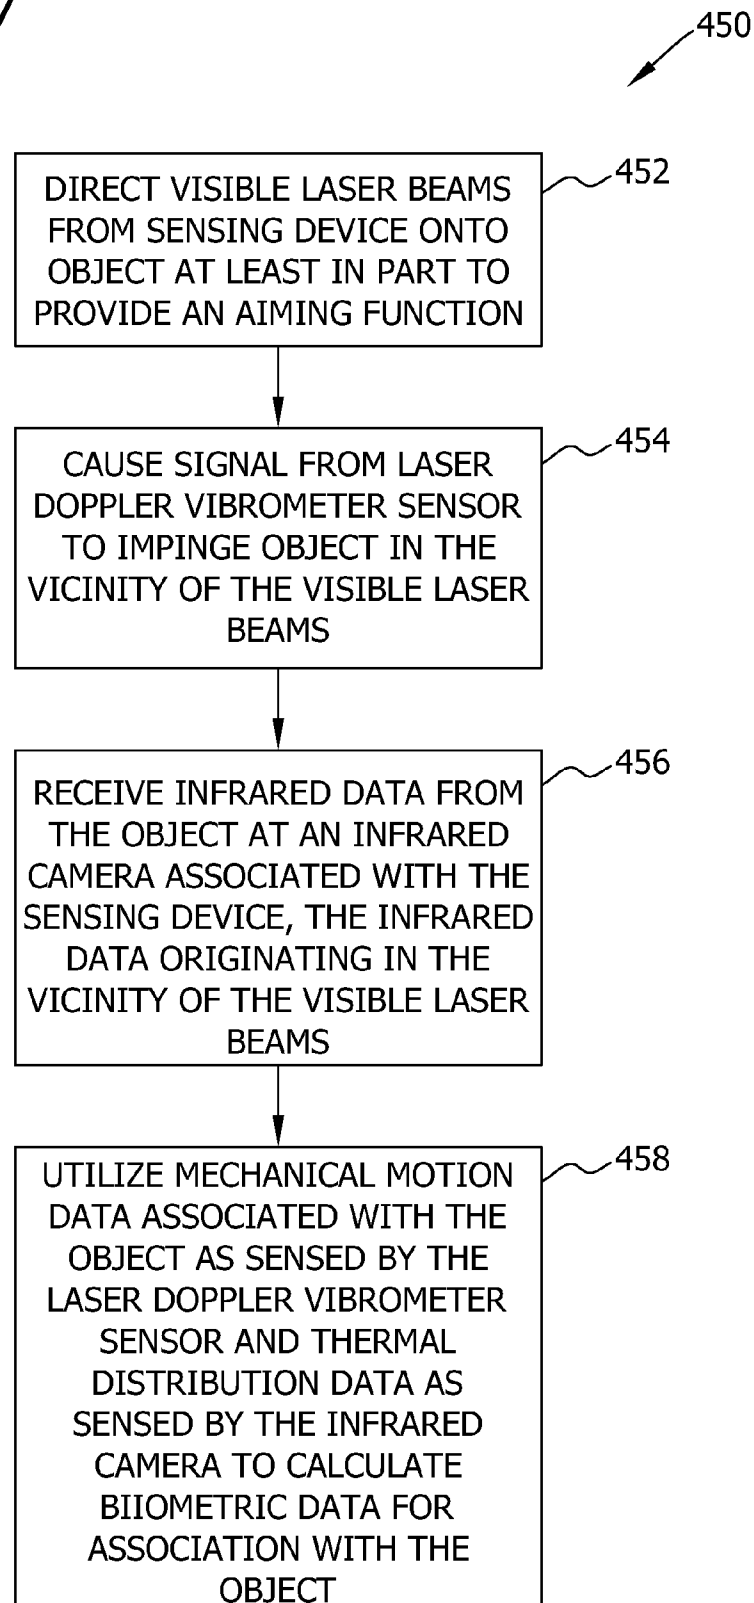 450
452
DIRECT VISIBLE LASER BEAMS
FROM SENSING DEVICE ONTO
OBJECT AT LEAST IN PART TO
PROVIDE AN AIMING FUNCTION
454
CAUSE SIGNAL FROM LASER
DOPPLER VIBROMETER SENSOR
TO IMPINGE OBJECT IN THE
VICINITY OF THE VISIBLE LASER
BEAMS
456
RECEIVE INFRARED DATA FROM
THE OBJECT AT AN INFRARED
CAMERA ASSOCIATED WITH THE
SENSING DEVICE, THE INFRARED
DATA ORIGINATING IN THE
VICINITY OF THE VISIBLE LASER
BEAMS
458
UTILIZE MECHANICAL MOTION
DATA ASSOCIATED WITH THE
OBJECT AS SENSED BY THE
LASER DOPPLER VIBROMETER
SENSOR AND THERMAL
DISTRIBUTION DATA AS
SENSED BY THE INFRARED
CAMERA TO CALCULATE
BIIOMETRIC DATA FOR
ASSOCIATION WITH THE
OBJECT